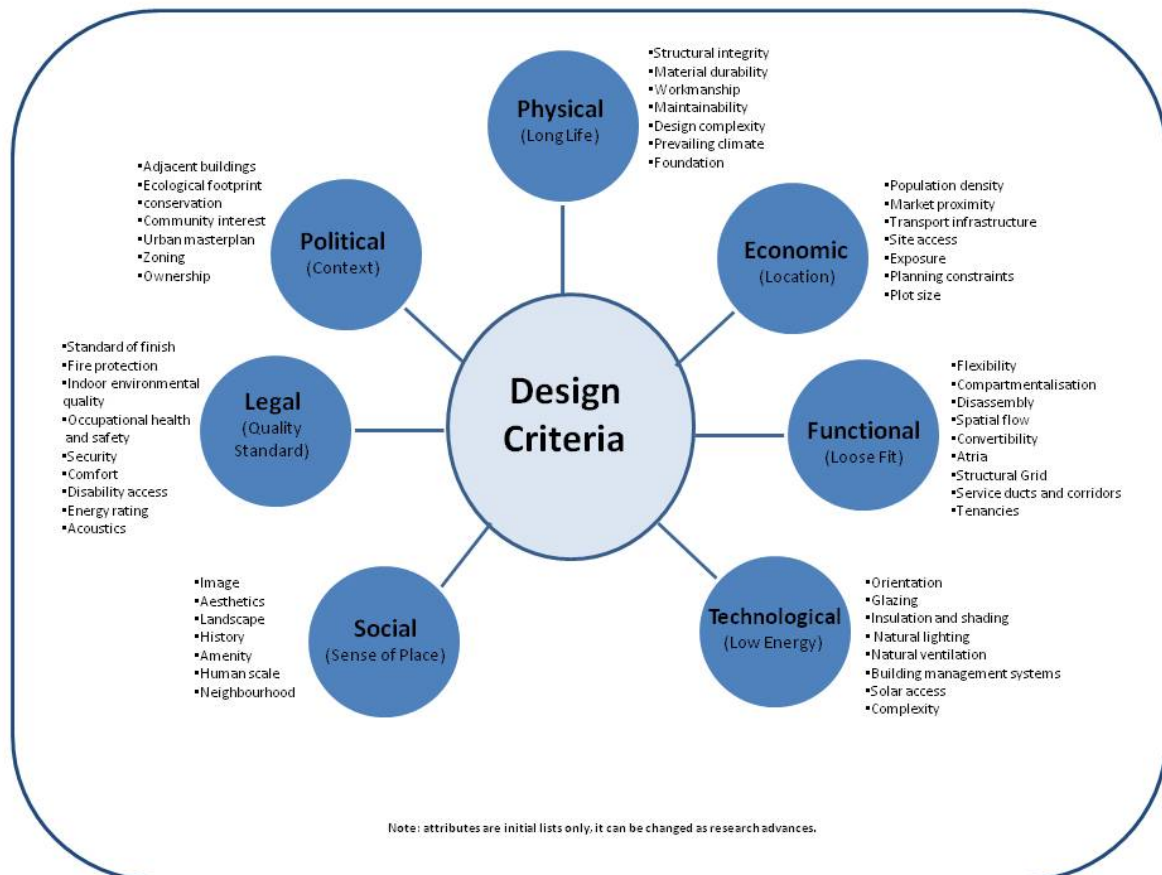 Physical
(Long Life)
▪Structural integrity
▪Material durability
▪Workmanship
▪Maintainability
▪Design complexity
▪Prevailing climate
▪Foundation
Economic
(Location)
▪Population density
▪Market proximity
▪Transport infrastructure
▪Site access
▪Exposure
▪Planning constraints
▪Plot size
Functional
(Loose Fit)
▪Flexibility
▪Compartmentalisation
▪Disassembly
▪Spatial flow
▪Convertibility
▪Atria
▪Structural Grid
▪Service ducts and corridors
▪Tenancies
Technological
(Low Energy)
▪Orientation
▪Glazing
▪Insulation and shading
▪Natural lighting
▪Natural ventilation
▪Building management systems
▪Solar access
▪Complexity
Social
(Sense of Place)
▪Image
▪Aesthetics
▪Landscape
▪History
▪Amenity
▪Human scale
▪Neighbourhood
Legal
(Quality
Standard)
▪Standard of finish
▪Fire protection
▪Indoor environmental
quality
▪Occupational health
and safety
▪Security
▪Comfort
▪Disability access
▪Energy rating
▪Acoustics
Political
(Context)
▪Adjacent buildings
▪Ecological footprint
▪conservation
▪Community interest
▪Urban masterplan
▪Zoning
▪Ownership
Design
Criteria
Note: attributes are initial lists only, it can be changed as research advances.